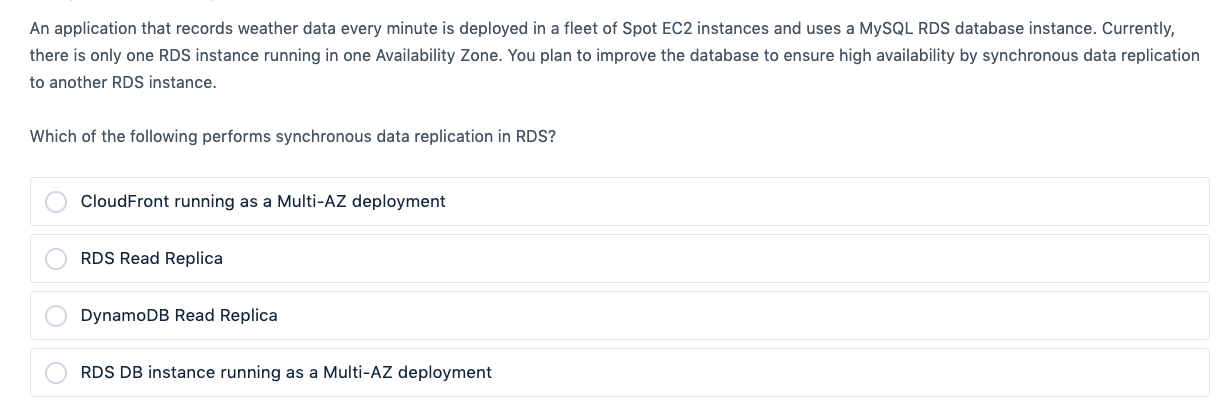 An application that records weather data every minute is deployed in a fleet of Spot EC2 instances and uses a MySQL RDS database instance. Currently,
there is only one RDS instance running in one Availability Zone. You plan to improve the database to ensure high availability by synchronous data replication
to another RDS instance.
Which of the following performs synchronous data replication in RDS?
CloudFront running as a Multi-AZ deployment
RDS Read Replica
DynamoDB Read Replica
RDS DB instance running as a Multi-AZ deployment